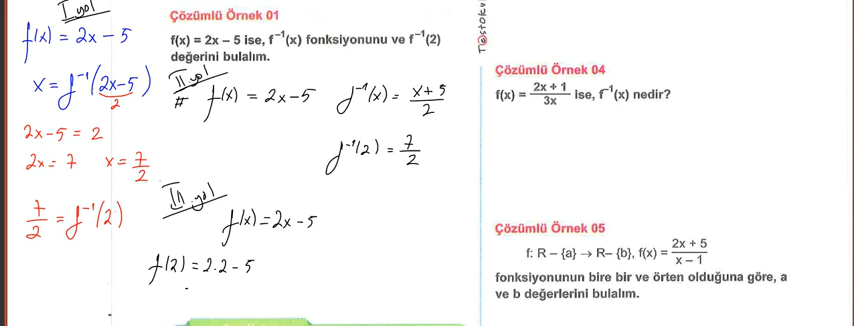 I. yol
f(x) = 2x - 5
x = f⁻¹(2x-5)
2
2x-5 = 2
2x = 7 x = 7/2
7/2 = f⁻¹(2)
Çözümlü Örnek 01
f(x) = 2x – 5 ise, f⁻¹(x) fonksiyonunu ve f⁻¹(2)
değerini bulalım.
II. yol
# f(x) = 2x-5 f⁻¹(x) = (x+5)/2
f⁻¹(2) = 7/2
III. yol
f(x) = 2x - 5
f(2) = 2.2 - 5
Çözümlü Örnek 04
f(x) = (2x + 1)/(3x) ise, f⁻¹(x) nedir?
Çözümlü Örnek 05
f: R – {a} → R– {b}, f(x) = (2x + 5)/(x – 1)
fonksiyonunun bire bir ve örten olduğuna göre, a
ve b değerlerini bulalım.